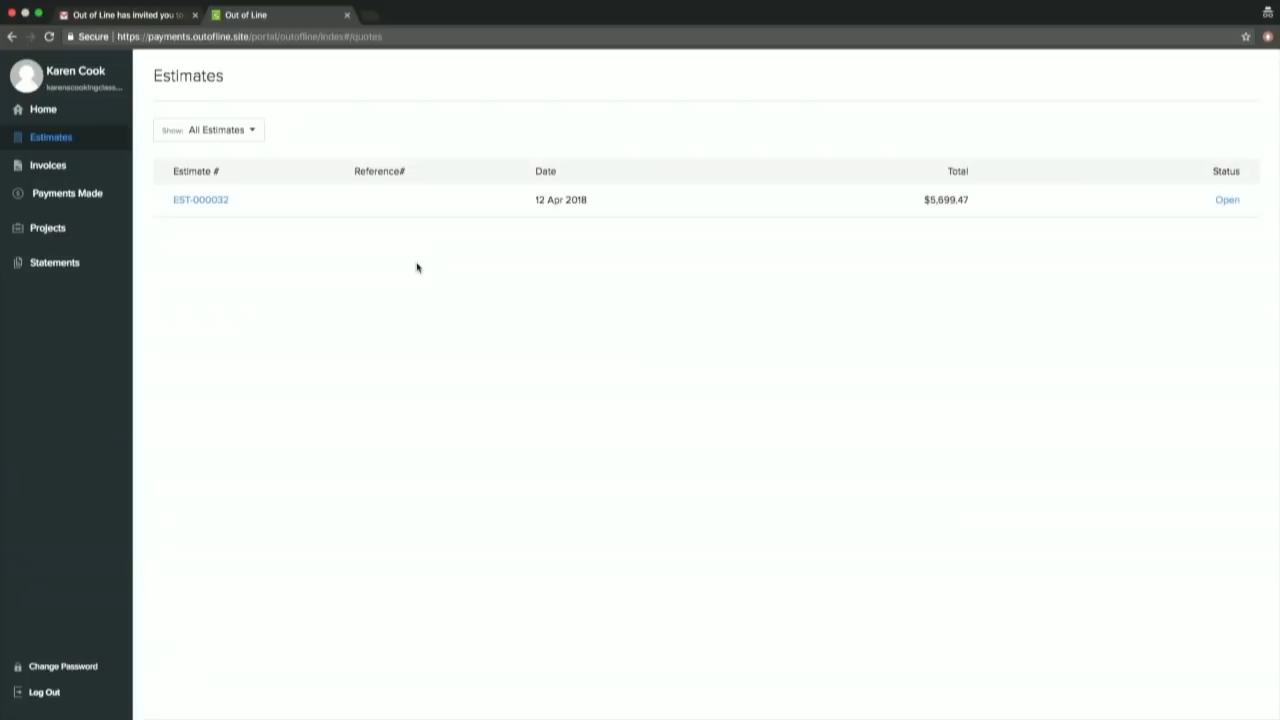 Out of Line has invited you to
Out of Line
Secure
https://payments.outofline.site/portal/outofline/index#/quotes
Karen Cook
karenscookingclass...
Home
Estimates
Invoices
Payments Made
Projects
Statements
Change Password
Log Out
Estimates
Show: All Estimates
Estimate # Reference# Date Total Status
EST-000032 12 Apr 2018 $5,699.47 Open